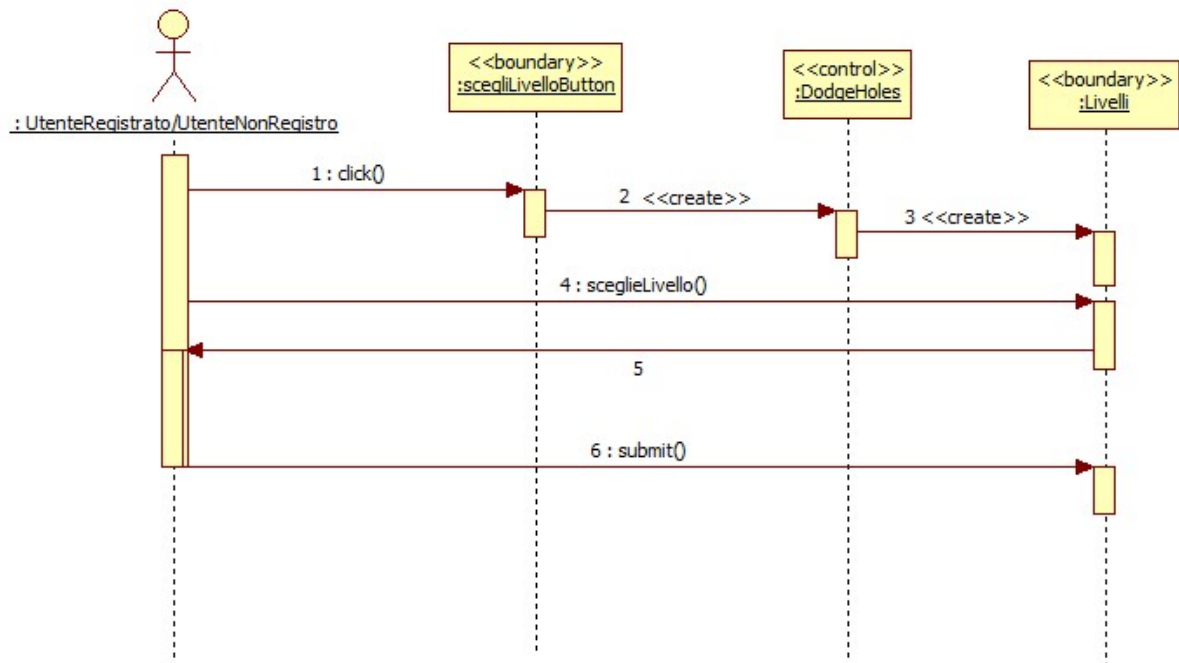 <<boundary>>
:scegliLivelloButton
<<control>>
:DodgeHoles
<<boundary>>
:Livelli
: UtenteRegistrato/UtenteNonRegistro
1 : click()
2 <<create>>
3 <<create>>
4 : sceglieLivello()
5
6 : submit()